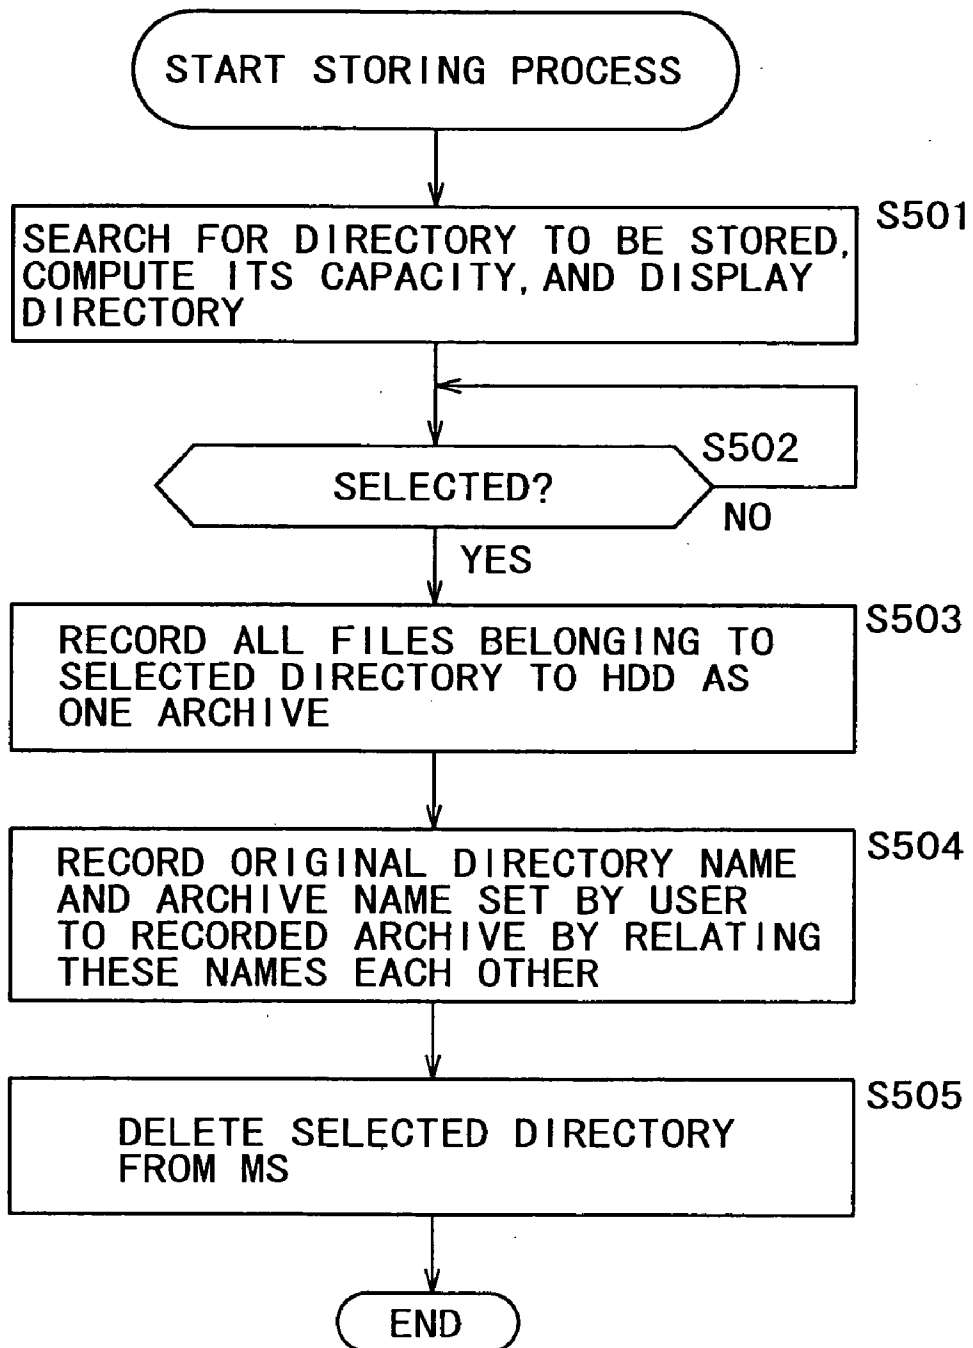 START STORING PROCESS
S501
SEARCH FOR DIRECTORY TO BE STORED,
COMPUTE ITS CAPACITY, AND DISPLAY
DIRECTORY
S502
SELECTED?
NO
YES
S503
RECORD ALL FILES BELONGING TO
SELECTED DIRECTORY TO HDD AS
ONE ARCHIVE
S504
RECORD ORIGINAL DIRECTORY NAME
AND ARCHIVE NAME SET BY USER
TO RECORDED ARCHIVE BY RELATING
THESE NAMES EACH OTHER
S505
DELETE SELECTED DIRECTORY
FROM MS
END